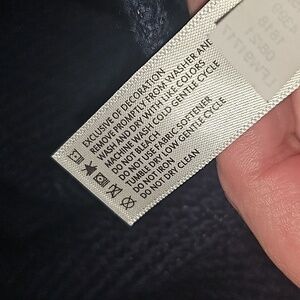 EXCLUSIVE OF DECORATION
REMOVE PROMPTLY FROM WASHER AND
WASH AND DRY WITH LIKE COLORS
MACHINE WASH COLD GENTLE CYCLE
DO NOT BLEACH
DO NOT USE FABRIC SOFTENER
TUMBLE DRY LOW GENTLE CYCLE
DO NOT IRON
DO NOT DRY CLEAN